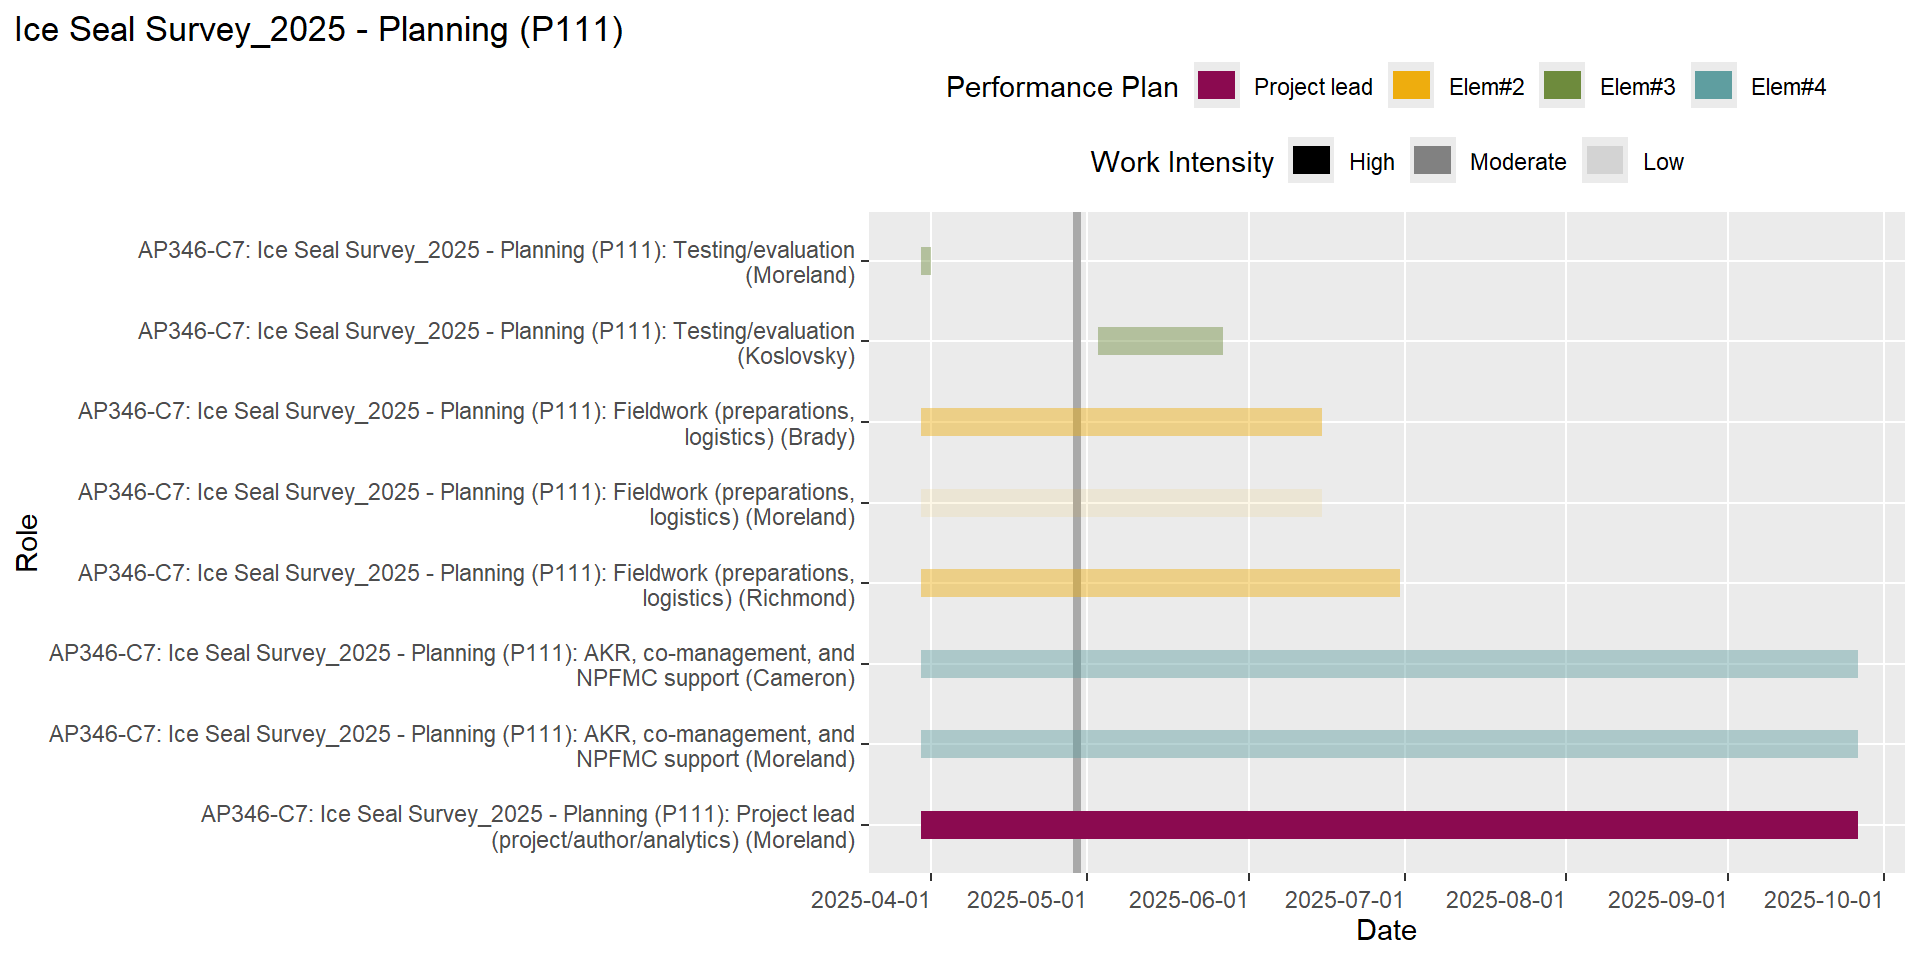 Ice Seal Survey_2025 - Planning (P111)
Performance Plan Project lead Elem#2 Elem#3 Elem#4
Work Intensity High Moderate Low
AP346-C7: Ice Seal Survey_2025 - Planning (P111): Testing/evaluation
(Moreland)
AP346-C7: Ice Seal Survey_2025 - Planning (P111): Testing/evaluation
(Koslovsky)
AP346-C7: Ice Seal Survey_2025 - Planning (P111): Fieldwork (preparations,
logistics) (Brady)
AP346-C7: Ice Seal Survey_2025 - Planning (P111): Fieldwork (preparations,
logistics) (Moreland)
AP346-C7: Ice Seal Survey_2025 - Planning (P111): Fieldwork (preparations,
logistics) (Richmond)
AP346-C7: Ice Seal Survey_2025 - Planning (P111): AKR, co-management, and
NPFMC support (Cameron)
AP346-C7: Ice Seal Survey_2025 - Planning (P111): AKR, co-management, and
NPFMC support (Moreland)
AP346-C7: Ice Seal Survey_2025 - Planning (P111): Project lead
(project/author/analytics) (Moreland)
Role
2025-04-01 2025-05-01 2025-06-01 2025-07-01 2025-08-01 2025-09-01 2025-10-01
Date